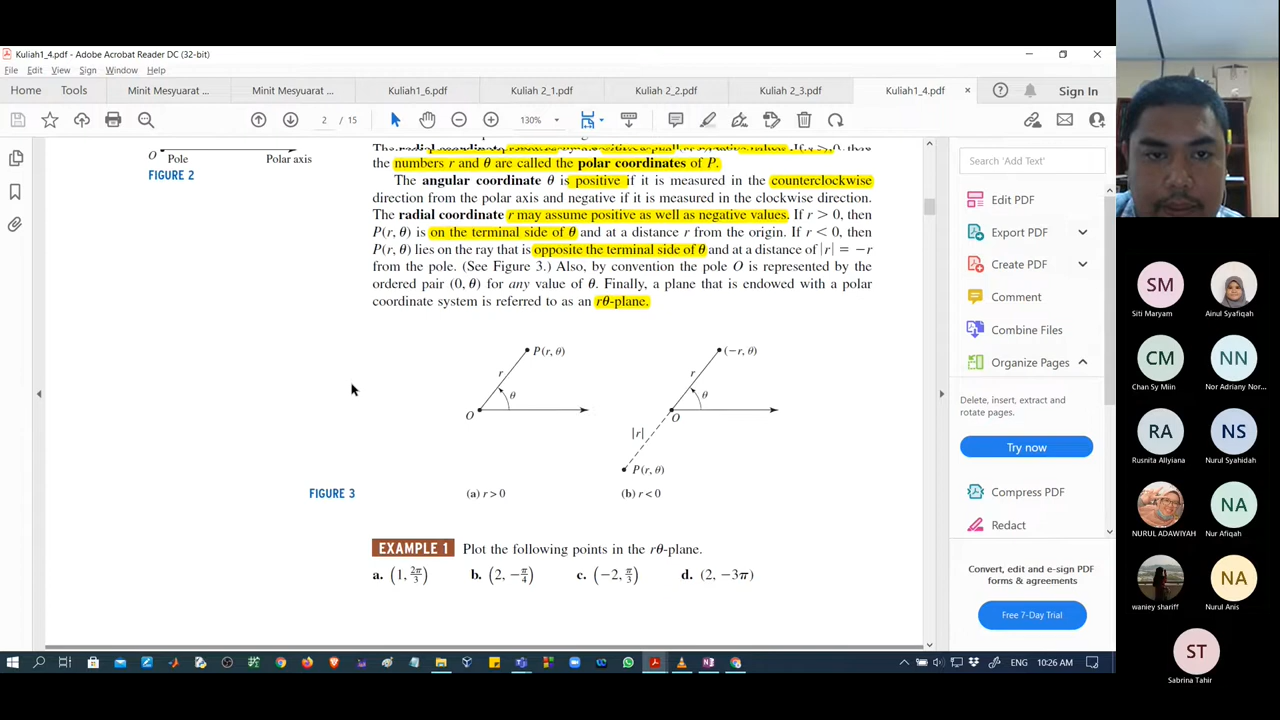 Kuliah1_4.pdf - Adobe Acrobat Reader DC (32-bit)
File Edit View Sign Window Help
Home Tools Minit Mesyuarat ... Minit Mesyuarat ... Kuliah1_6.pdf Kuliah 2_1.pdf Kuliah 2_2.pdf Kuliah 2_3.pdf Kuliah1_4.pdf × Sign In
2 / 15 130%
O Pole Polar axis
FIGURE 2
the numbers r and θ are called the polar coordinates of P.
The angular coordinate θ is positive if it is measured in the counterclockwise
direction from the polar axis and negative if it is measured in the clockwise direction.
The radial coordinate r may assume positive as well as negative values. If r > 0, then
P(r, θ) is on the terminal side of θ and at a distance r from the origin. If r < 0, then
P(r, θ) lies on the ray that is opposite the terminal side of θ and at a distance of |r| = −r
from the pole. (See Figure 3.) Also, by convention the pole O is represented by the
ordered pair (0, θ) for any value of θ. Finally, a plane that is endowed with a polar
coordinate system is referred to as an rθ-plane.
P(r, θ)
r
θ
O
(−r, θ)
r
θ
O
|r|
P(r, θ)
FIGURE 3
(a) r > 0
(b) r < 0
EXAMPLE 1 Plot the following points in the rθ-plane.
a. (1, 2π/3) b. (2, −π/4) c. (−2, π/3) d. (2, −3π)
Search 'Add Text'
Edit PDF
Export PDF
Create PDF
Comment
Combine Files
Organize Pages
Delete, insert, extract and
rotate pages.
Try now
Compress PDF
Redact
Convert, edit and e-sign PDF
forms & agreements
Free 7-Day Trial
SM
Siti Maryam
Ainul Syafiqah
CM
Chan Sy Miin
NN
Nor Adriany Nor...
RA
Rusnita Allyiana
NS
Nurul Syahidah
NURUL ADAWIYAH
NA
Nur Afiqah
waniey shariff
NA
Nurul Anis
ST
Sabrina Tahir
ENG 10:26 AM